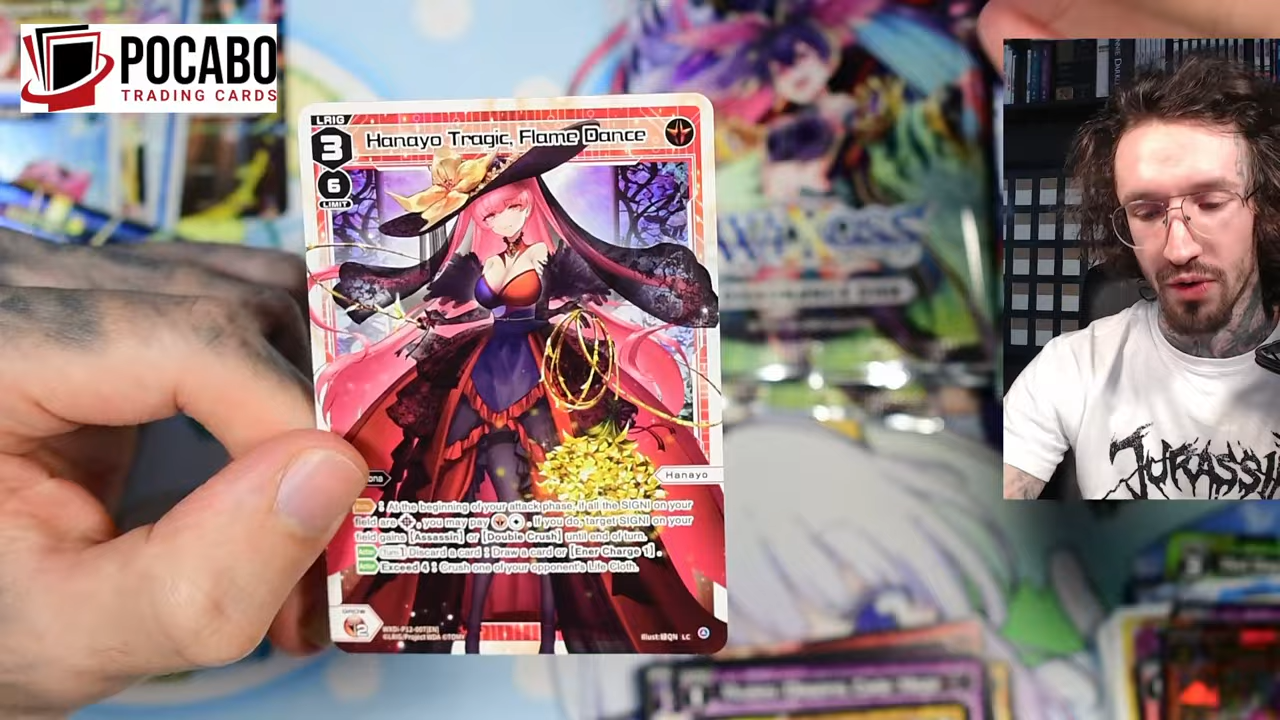 POCABO
TRADING CARDS
LRIG
3
Hanayo Tragic, Flame Dance
6
LIMIT
Hanayo
: At the beginning of your attack phase, if all the SIGNI on your
field are , you may pay . If you do, target SIGNI on your
field gains [Assassin] or [Double Crush] until end of turn.
Discard a card : Draw a card or [Ener Charge 1] .
Exceed 4 : Crush one of your opponent's Life Cloth.
GROW
2
LC
JURASSI